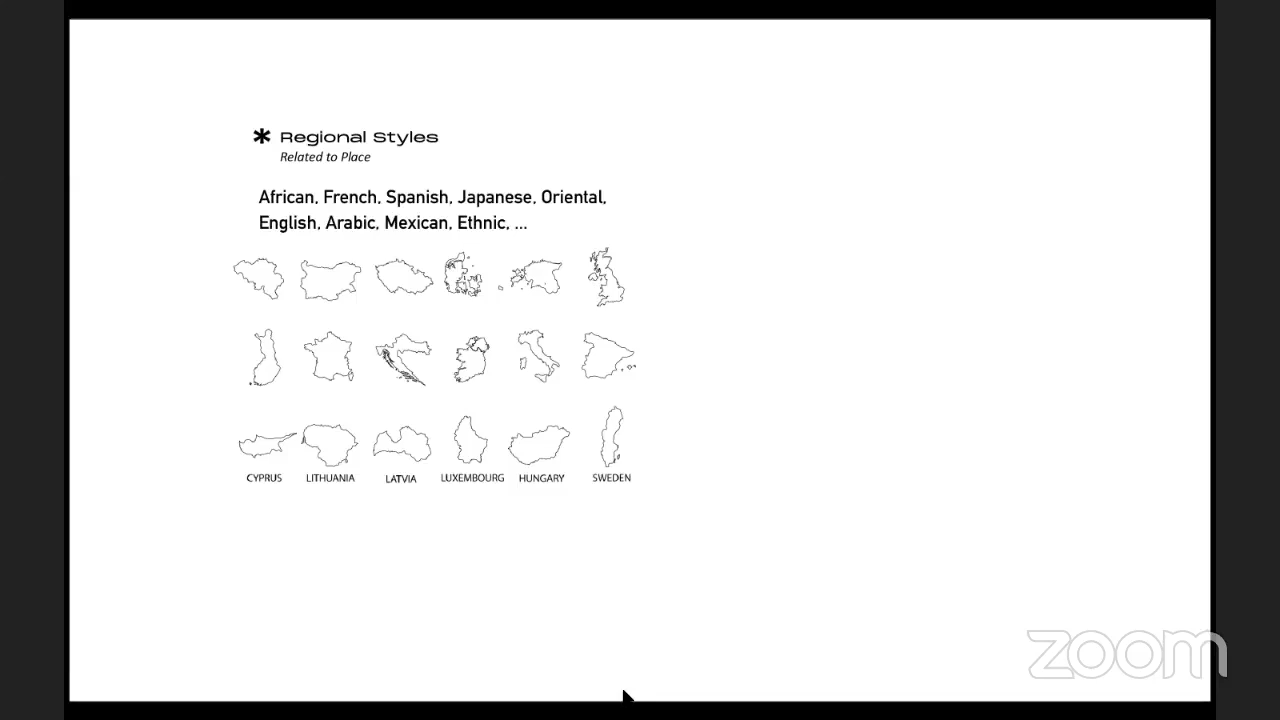 * Regional Styles
Related to Place
African, French, Spanish, Japanese, Oriental,
English, Arabic, Mexican, Ethnic, ...
CYPRUS LITHUANIA LATVIA LUXEMBOURG HUNGARY SWEDEN
zoom